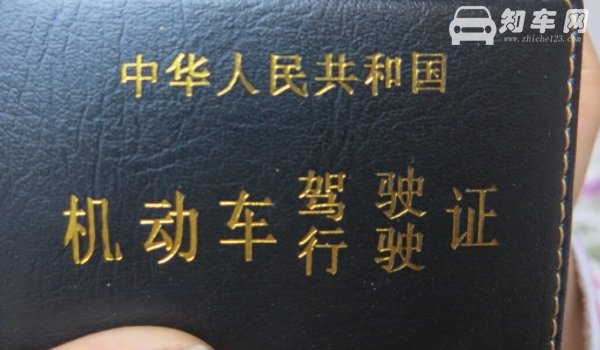 知车网
www.zhiche123.com
中华人民共和国
机动车驾驶证
行驶